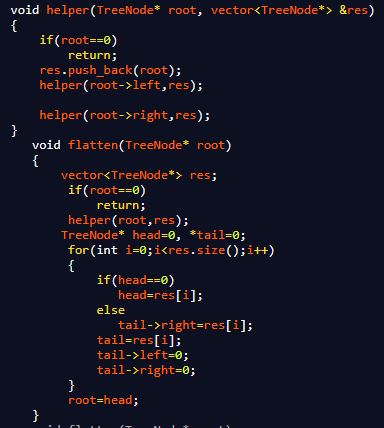 void helper(TreeNode* root, vector<TreeNode*> &res)
{
    if(root==0)
        return;
    res.push_back(root);
    helper(root->left,res);

    helper(root->right,res);
}
   void flatten(TreeNode* root)
   {
       vector<TreeNode*> res;
        if(root==0)
            return;
        helper(root,res);
       TreeNode* head=0, *tail=0;
        for(int i=0;i<res.size();i++)
        {
            if(head==0)
               head=res[i];
            else
               tail->right=res[i];
            tail=res[i];
            tail->left=0;
            tail->right=0;
        }
        root=head;
   }